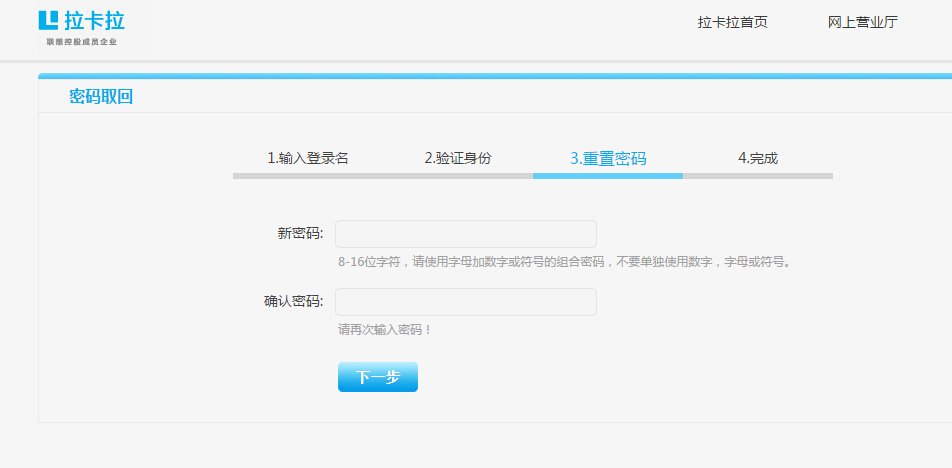 拉卡拉
联想控股成员企业
拉卡拉首页 网上营业厅
密码取回
1.输入登录名 2.验证身份 3.重置密码 4.完成
新密码:
8-16位字符，请使用字母加数字或符号的组合密码，不要单独使用数字，字母或符号。
确认密码:
请再次输入密码！
下一步